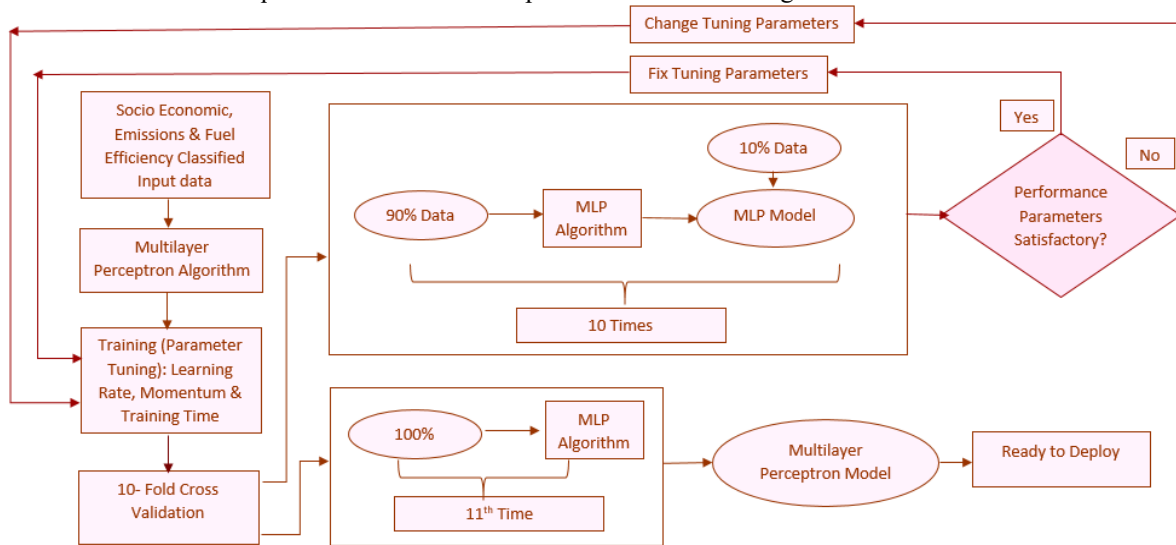 Change Tuning Parameters
Fix Tuning Parameters
Socio Economic,
Emissions & Fuel
Efficiency Classified
Input data
Multilayer
Perceptron Algorithm
Training (Parameter
Tuning): Learning
Rate, Momentum &
Training Time
10- Fold Cross
Validation
90% Data
MLP
Algorithm
10% Data
MLP Model
10 Times
Yes
No
Performance
Parameters
Satisfactory?
100%
MLP
Algorithm
11th Time
Multilayer
Perceptron Model
Ready to Deploy